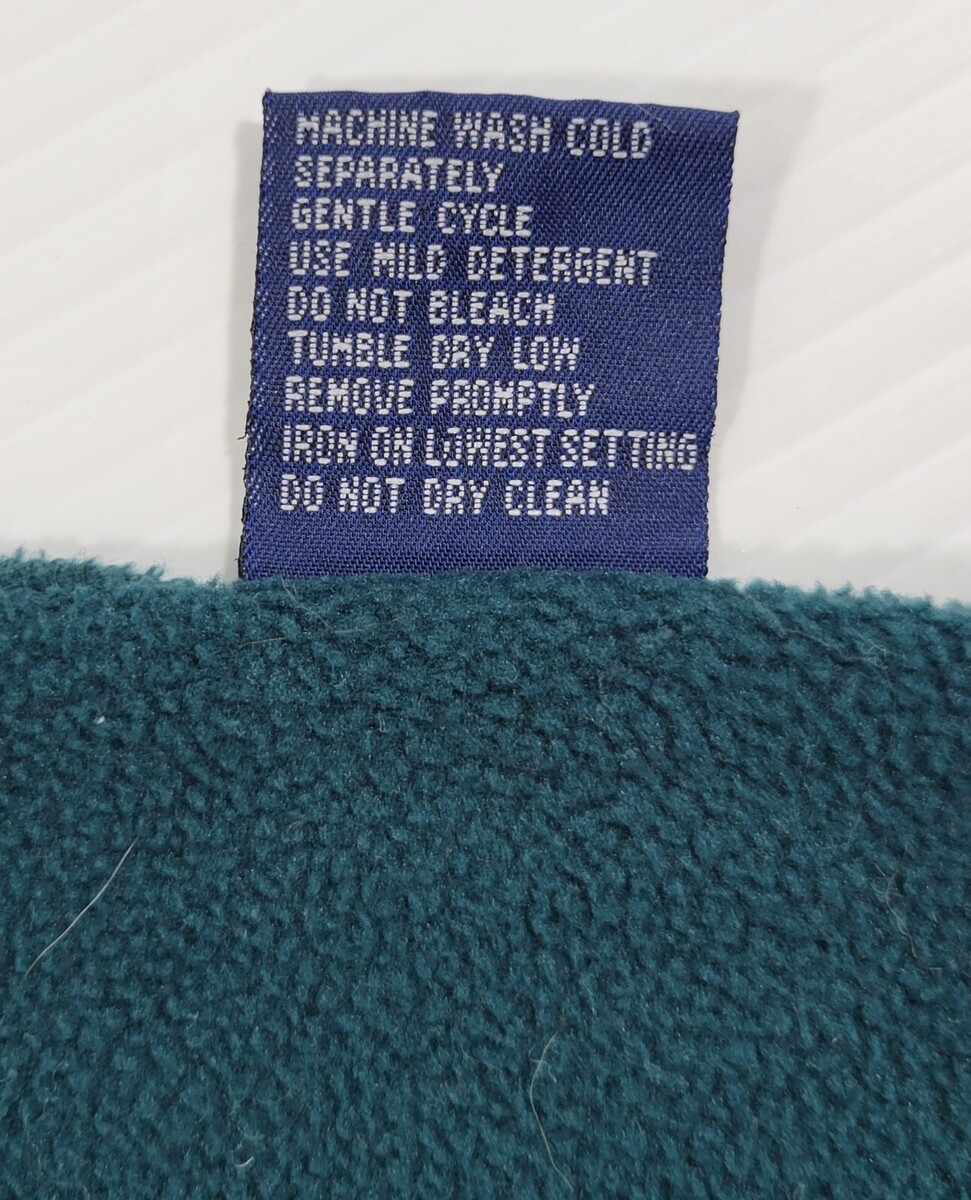 MACHINE WASH COLD
SEPARATELY
GENTLE CYCLE
USE MILD DETERGENT
DO NOT BLEACH
TUMBLE DRY LOW
REMOVE PROMPTLY
IRON ON LOWEST SETTING
DO NOT DRY CLEAN